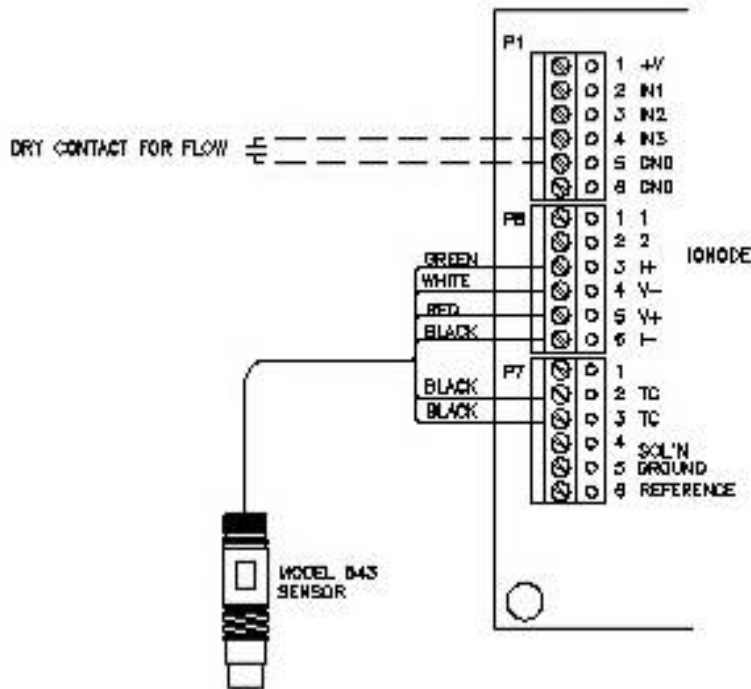 P1
1 +V
2 IN1
3 IN2
DRY CONTACT FOR FLOW
4 IN3
5 GND
6 GND
1 1
2 2
IONODE
GREEN
3 I+
WHITE
4 V-
RED
5 V+
BLACK
6 I-
P7
1
BLACK
2 TC
BLACK
3 TC
4 SOL'N
5 GROUND
6 REFERENCE
MODEL
SENSOR